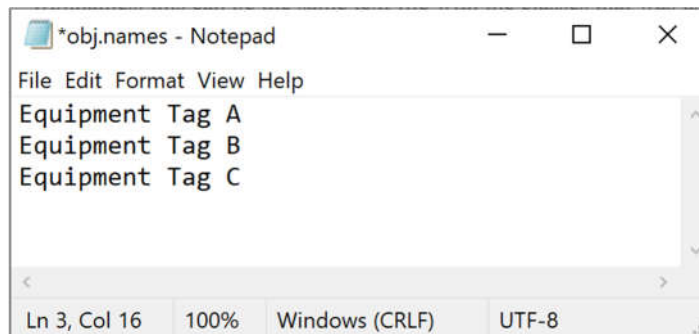 *obj.names - Notepad
File Edit Format View Help
Equipment Tag A
Equipment Tag B
Equipment Tag C
Ln 3, Col 16 100% Windows (CRLF) UTF-8